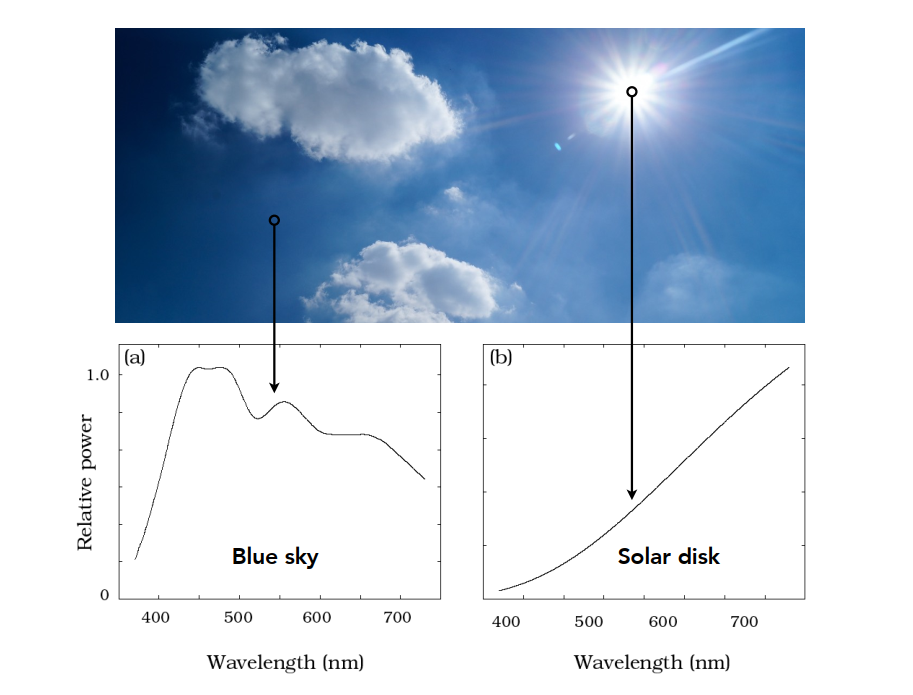 (a)
(b)
1.0
Relative power
Blue sky
Solar disk
0
400 500 600 700
400 500 600 700
Wavelength (nm)
Wavelength (nm)